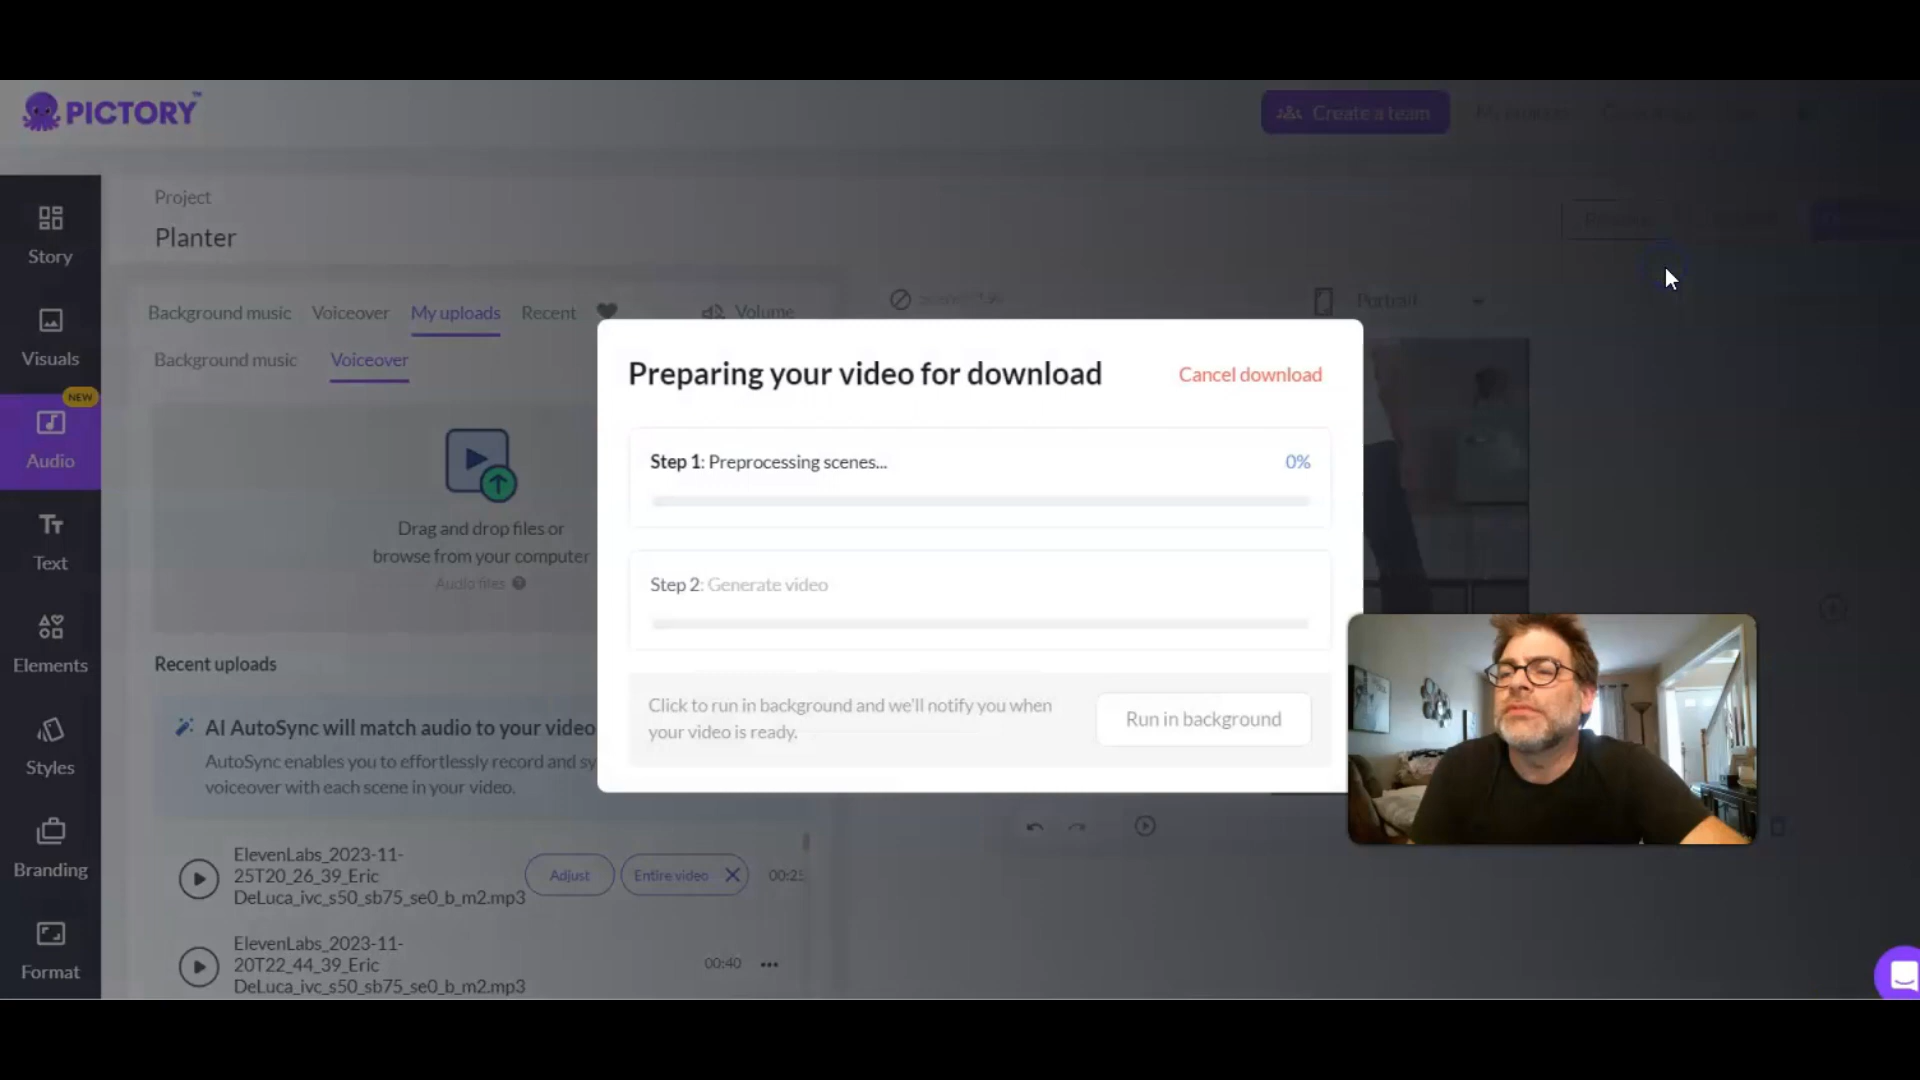 PICTORY™
Create a team
Project
Planter
Story
Visuals
NEW
Audio
Text
Elements
Styles
Branding
Format
Background music
Voiceover
My uploads
Recent
Volume
Portrait
Background music
Voiceover
Drag and drop files or
browse from your computer
Audio files
Recent uploads
AI AutoSync will match audio to your video
AutoSync enables you to effortlessly record and sy
voiceover with each scene in your video.
ElevenLabs_2023-11-
25T20_26_39_Eric
DeLuca_ivc_s50_sb75_se0_b_m2.mp3
Adjust
Entire video
00:25
ElevenLabs_2023-11-
20T22_44_39_Eric
DeLuca_ivc_s50_sb75_se0_b_m2.mp3
00:40
Preparing your video for download
Cancel download
Step 1: Preprocessing scenes...
0%
Step 2: Generate video
Click to run in background and we'll notify you when
your video is ready.
Run in background